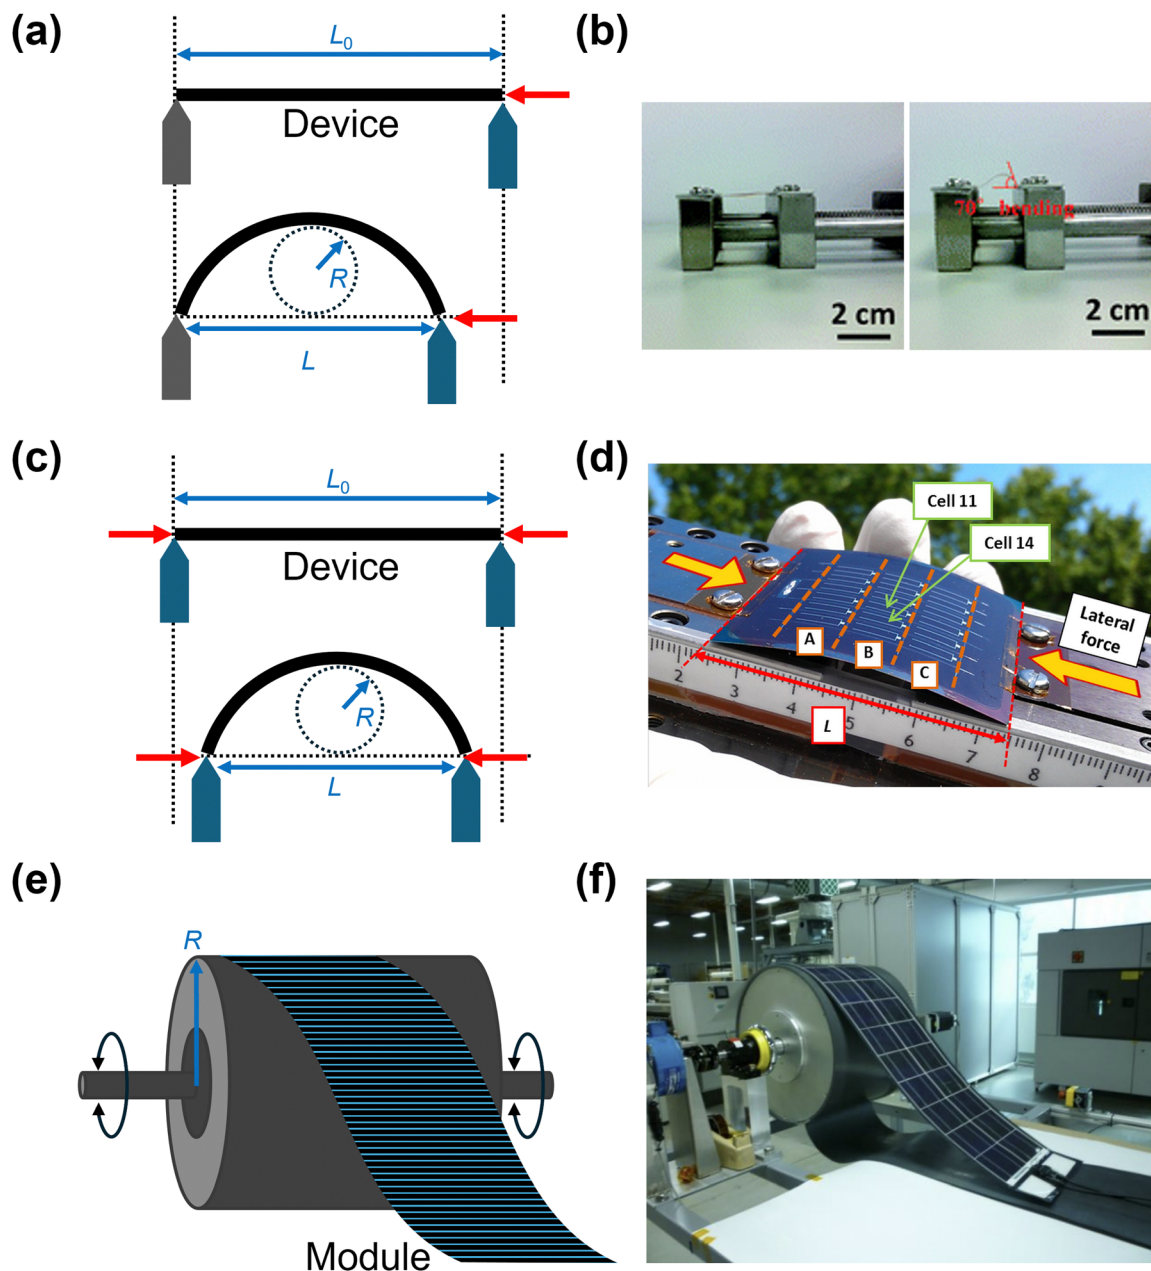 (a)
L0
Device
R
L
(b)
70° bending
2 cm
2 cm
(c)
L0
Device
R
L
(d)
Cell 11
Cell 14
Lateral
force
A
B
C
2 3 4 5 6 7 8
L
(e)
R
Module
(f)